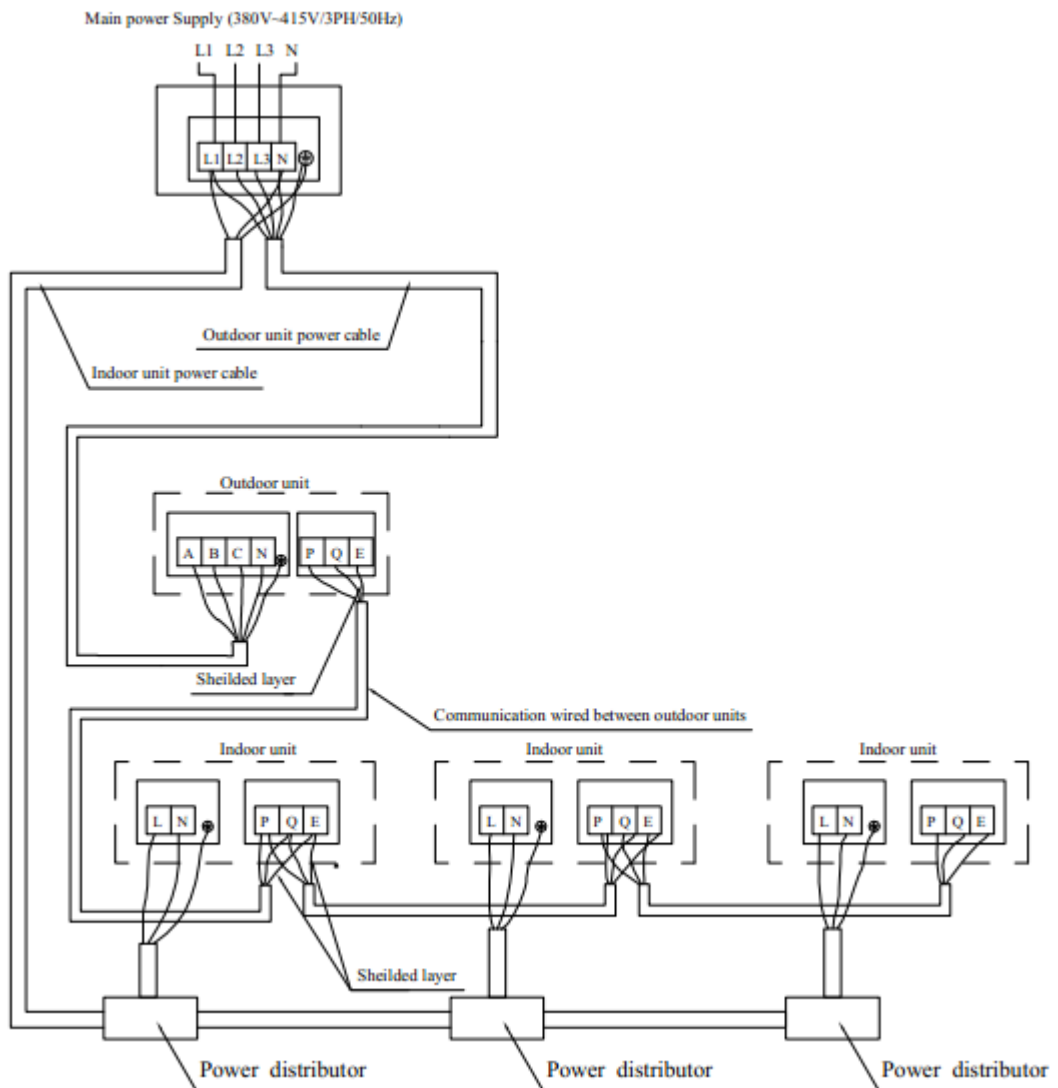 Main power Supply (380V~415V/3PH/50Hz)
L1 L2 L3 N
L1 L2 L3 N
Outdoor unit power cable
Indoor unit power cable
Outdoor unit
A B C N P Q E
Sheilded layer
Communication wired between outdoor units
Indoor unit Indoor unit Indoor unit
L N P Q E L N P Q E L N P Q E
Sheilded layer
Power distributor Power distributor Power distributor